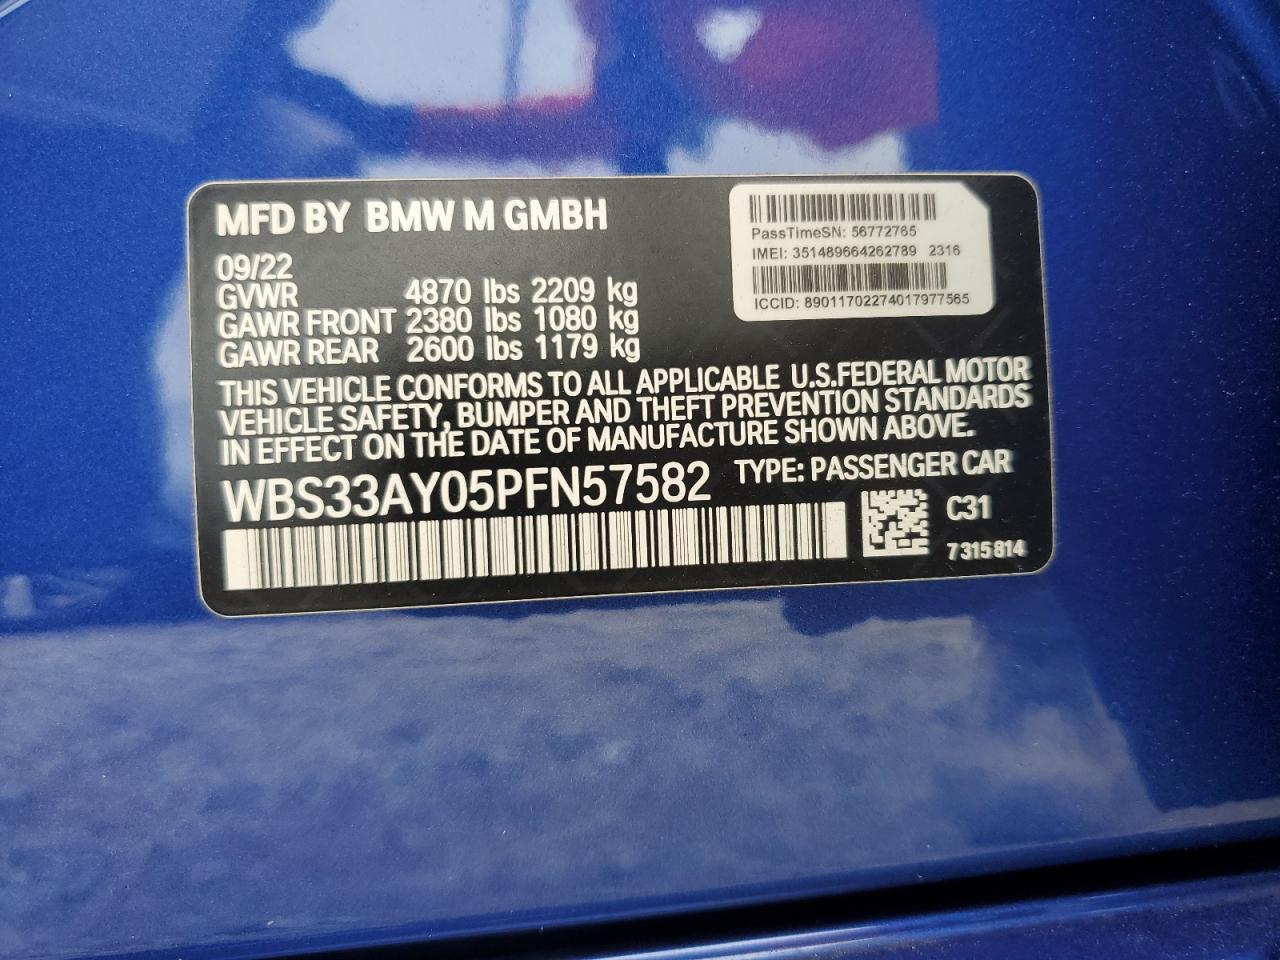 MFD BY BMW M GMBH
09/22
GVWR 4870 lbs 2209 kg
GAWR FRONT 2380 lbs 1080 kg
GAWR REAR 2600 lbs 1179 kg
PassTimeSN: 56772765
IMEI: 351489664262789 2316
ICCID: 89011702274017977565
THIS VEHICLE CONFORMS TO ALL APPLICABLE U.S.FEDERAL MOTOR
VEHICLE SAFETY, BUMPER AND THEFT PREVENTION STANDARDS
IN EFFECT ON THE DATE OF MANUFACTURE SHOWN ABOVE.
WBS33AY05PFN57582 TYPE: PASSENGER CAR
C31
7315814